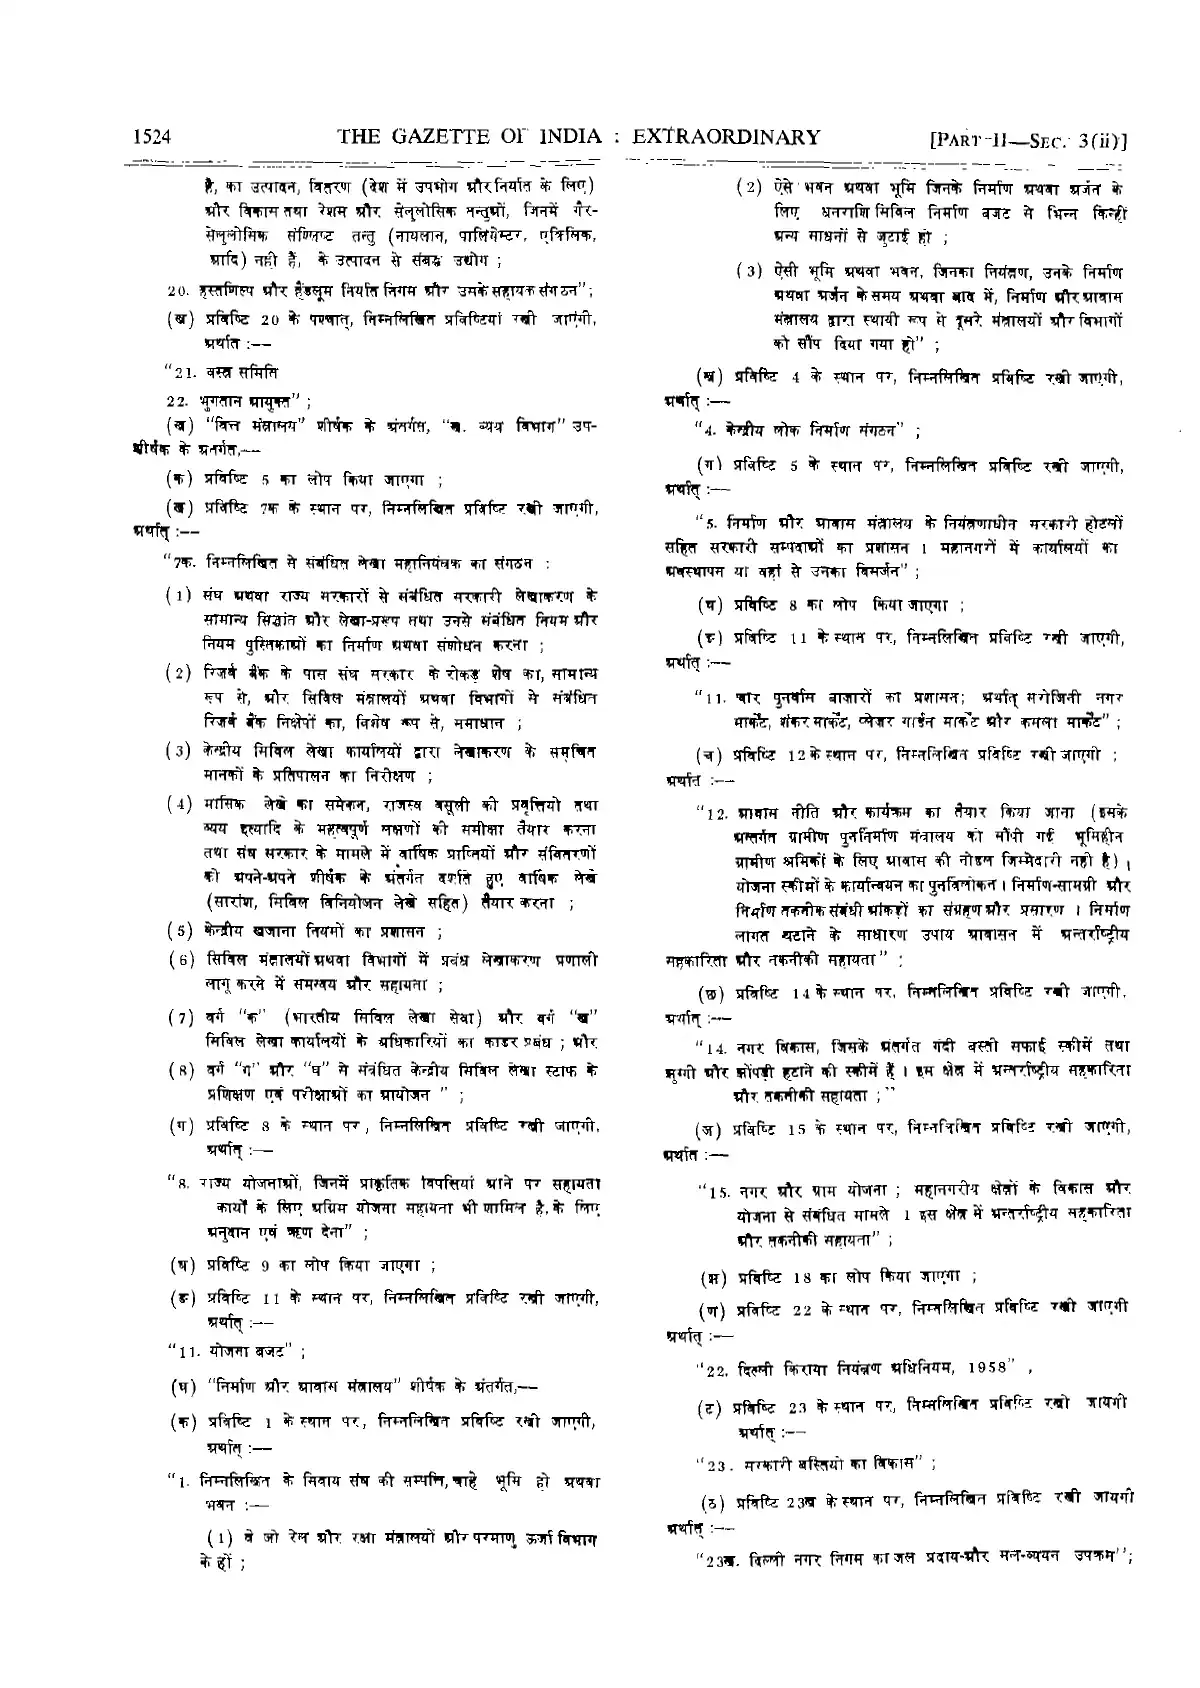 1524 THE GAZETTE OF INDIA : EXTRAORDINARY [PART II—SEC. 3(ii)]
है, का उत्पादन, वितरण (देश में उपभोग और निर्यात के लिए)
और विकास तथा रेशम और सेलुलोसिक तन्तुओं, जिनमें गैर-
सेलुलोसिक संश्लिष्ट तन्तु (नायलान, पालियेस्टर, एक्रिलिक,
आदि) नही हैं, के उत्पादन से संबद्ध उद्योग ;
20. हस्तशिल्प और हैंडलूम निर्यात निगम और उसके सहायक संगठन";
(ख) प्रविष्टि 20 के पश्चात्, निम्नलिखित प्रविष्टियां रखी जाएंगी,
अर्थात :--
"21. वस्त्र समिति
22. भुगतान आयुक्त" ;
(ख) "वित्त मंत्रालय" शीर्षक के अंतर्गत, "ख. व्यय विभाग" उप-
शीर्षक के अतर्गत,--
(क) प्रविष्टि 5 का लोप किया जाएगा ;
(ख) प्रविष्टि 7क के स्थान पर, निम्नलिखित प्रविष्टि रखी जाएगी,
अर्थात् :--
"7क. निम्नलिखित से संबंधित लेखा महानियंत्रक का संगठन :
(1) संघ अथवा राज्य सरकारों से संबंधित सरकारी लेखाकरण के
सामान्य सिद्धांत और लेखा-प्ररूप तथा उनसे संबंधित नियम और
नियम पुस्तिकाओं का निर्माण अथवा संशोधन करना ;
(2) रिजर्व बैंक के पास संघ सरकार के रोकड़ शेष का, सामान्य
रूप से, और सिविल मंत्रालयों अथवा विभागों से संबंधित
रिजर्व बैंक निक्षेपों का, विशेष रूप से, समाधान ;
(3) केन्द्रीय सिविल लेखा कार्यालयों द्वारा लेखाकरण के समुचित
मानकों के प्रतिपालन का निरीक्षण ;
(4) मासिक लेखे का समेकन, राजस्व वसूली की प्रवृत्तियो तथा
व्यय इत्यादि के महत्वपूर्ण लक्षणों की समीक्षा तैयार करना
तथा संघ सरकार के मामले में वार्षिक प्राप्तियों और संवितरणों
को अपने-अपने शीर्षक के अंतर्गत दर्शाते हुए वार्षिक लेखे
(सारांश, सिविल विनियोजन लेखे सहित) तैयार करना ;
(5) केन्द्रीय खजाना नियमों का प्रशासन ;
(6) सिविल मंत्रालयों अथवा विभागों में प्रबंध लेखाकरण प्रणाली
लागू करने में समन्वय और सहायता ;
(7) वर्ग "क" (भारतीय सिविल लेखा सेवा) और वर्ग "ख"
सिविल लेखा कार्यालयों के अधिकारियों का काडर प्रबंध ; और
(8) वर्ग "ग" और "घ" से संबंधित केन्द्रीय सिविल लेखा स्टाफ के
प्रशिक्षण एवं परीक्षाओं का आयोजन " ;
(ग) प्रविष्टि 8 के स्थान पर, निम्नलिखित प्रविष्टि रखी जाएगी,
अर्थात् :—
"8. राज्य योजनाओं, जिनमें प्राकृतिक विपत्तियां आने पर सहायता
कार्यों के लिए अग्रिम योजना सहायता भी शामिल है, के लिए
अनुदान एवं ऋण देना" ;
(घ) प्रविष्टि 9 का लोप किया जाएगा ;
(ङ) प्रविष्टि 11 के स्थान पर, निम्नलिखित प्रविष्टि रखी जाएगी,
अर्थात् :--
"11. योजना बजट" ;
(घ) "निर्माण और आवास मंत्रालय" शीर्षक के अंतर्गत,--
(क) प्रविष्टि 1 के स्थान पर, निम्नलिखित प्रविष्टि रखी जाएगी,
अर्थात् :--
"1. निम्नलिखित के सिवाय संघ की सम्पत्ति, चाहे भूमि हो अथवा
भवन :—
(1) वे जो रेल और रक्षा मंत्रालयों और परमाणु ऊर्जा विभाग
के हों ;
(2) ऐसे भवन अथवा भूमि जिनके निर्माण अथवा अर्जन के
लिए धनराशि सिविल निर्माण बजट से भिन्न किन्हीं
अन्य साधनों से जुटाई हो ;
(3) ऐसी भूमि अथवा भवन, जिनका नियंत्रण, उनके निर्माण
अथवा अर्जन के समय अथवा बाद में, निर्माण और आवास
मंत्रालय द्वारा स्थायी रूप से दूसरे मंत्रालयों और विभागों
को सौंप दिया गया हो" ;
(ख) प्रविष्टि 4 के स्थान पर, निम्नलिखित प्रविष्टि रखी जाएगी,
अर्थात् :—
"4. केन्द्रीय लोक निर्माण संगठन" ;
(ग) प्रविष्टि 5 के स्थान पर, निम्नलिखित प्रविष्टि रखी जाएगी,
अर्थात् :—
"5. निर्माण और आवास मंत्रालय के नियंत्रणाधीन सरकारी होटलों
सहित सरकारी सम्पदाओं का प्रशासन । महानगरों में कार्यालयों का
अवस्थापन या वहां से उनका विसर्जन" ;
(घ) प्रविष्टि 8 का लोप किया जाएगा ;
(ङ) प्रविष्टि 11 के स्थान पर, निम्नलिखित प्रविष्टि रखी जाएगी,
अर्थात् :—
"11. चार पुनर्वास बाजारों का प्रशासन; अर्थात् सरोजिनी नगर
मार्केट, शंकर मार्केट, प्लेजर गार्डन मार्केट और कमला मार्केट" ;
(च) प्रविष्टि 12 के स्थान पर, निम्नलिखित प्रविष्टि रखी जाएगी ;
अर्थात :--
"12. आवास नीति और कार्यक्रम का तैयार किया जाना (इसके
अन्तर्गत ग्रामीण पुनर्निर्माण मंत्रालय को सौंपी गई भूमिहीन
ग्रामीण श्रमिकों के लिए आवास की नोडल जिम्मेदारी नही है) ।
योजना स्कीमों के कार्यान्वयन का पुनर्विलोकन । निर्माण-सामग्री और
निर्माण तकनीक संबंधी आंकड़ों का संग्रहण और प्रसारण । निर्माण
लागत घटाने के साधारण उपाय आवासन में अन्तर्राष्ट्रीय
सहकारिता और तकनीकी सहायता" ;
(छ) प्रविष्टि 14 के स्थान पर, निम्नलिखित प्रविष्टि रखी जाएगी,
अर्थात् :--
"14. नगर विकास, जिसके अंतर्गत गंदी बस्ती सफाई स्कीमें तथा
झुग्गी और झोंपड़ी हटाने की स्कीमें हैं । इस क्षेत्र में अन्तर्राष्ट्रीय सहकारिता
और तकनीकी सहायता ;"
(ज) प्रविष्टि 15 के स्थान पर, निम्नलिखित प्रविष्टि रखी जाएगी,
अर्थात :—
"15. नगर और ग्राम योजना ; महानगरीय क्षेत्रों के विकास और
योजना से संबंधित मामले । इस क्षेत्र में अन्तर्राष्ट्रीय सहकारिता
और तकनीकी सहायता" ;
(झ) प्रविष्टि 18 का लोप किया जाएगा ;
(ण) प्रविष्टि 22 के स्थान पर, निम्नलिखित प्रविष्टि रखी जाएगी
अर्थात् :—
"22. दिल्ली किराया नियंत्रण अधिनियम, 1958" ,
(ट) प्रविष्टि 23 के स्थान पर, निम्नलिखित प्रविष्टि रखी जायगी
अर्थात् :--
"23. सरकारी बस्तियो का विकास" ;
(ठ) प्रविष्टि 23ख के स्थान पर, निम्नलिखित प्रविष्टि रखी जायगी
अर्थात् :--
"23ख. दिल्ली नगर निगम का जल प्रदाय-और मल-व्ययन उपक्रम";